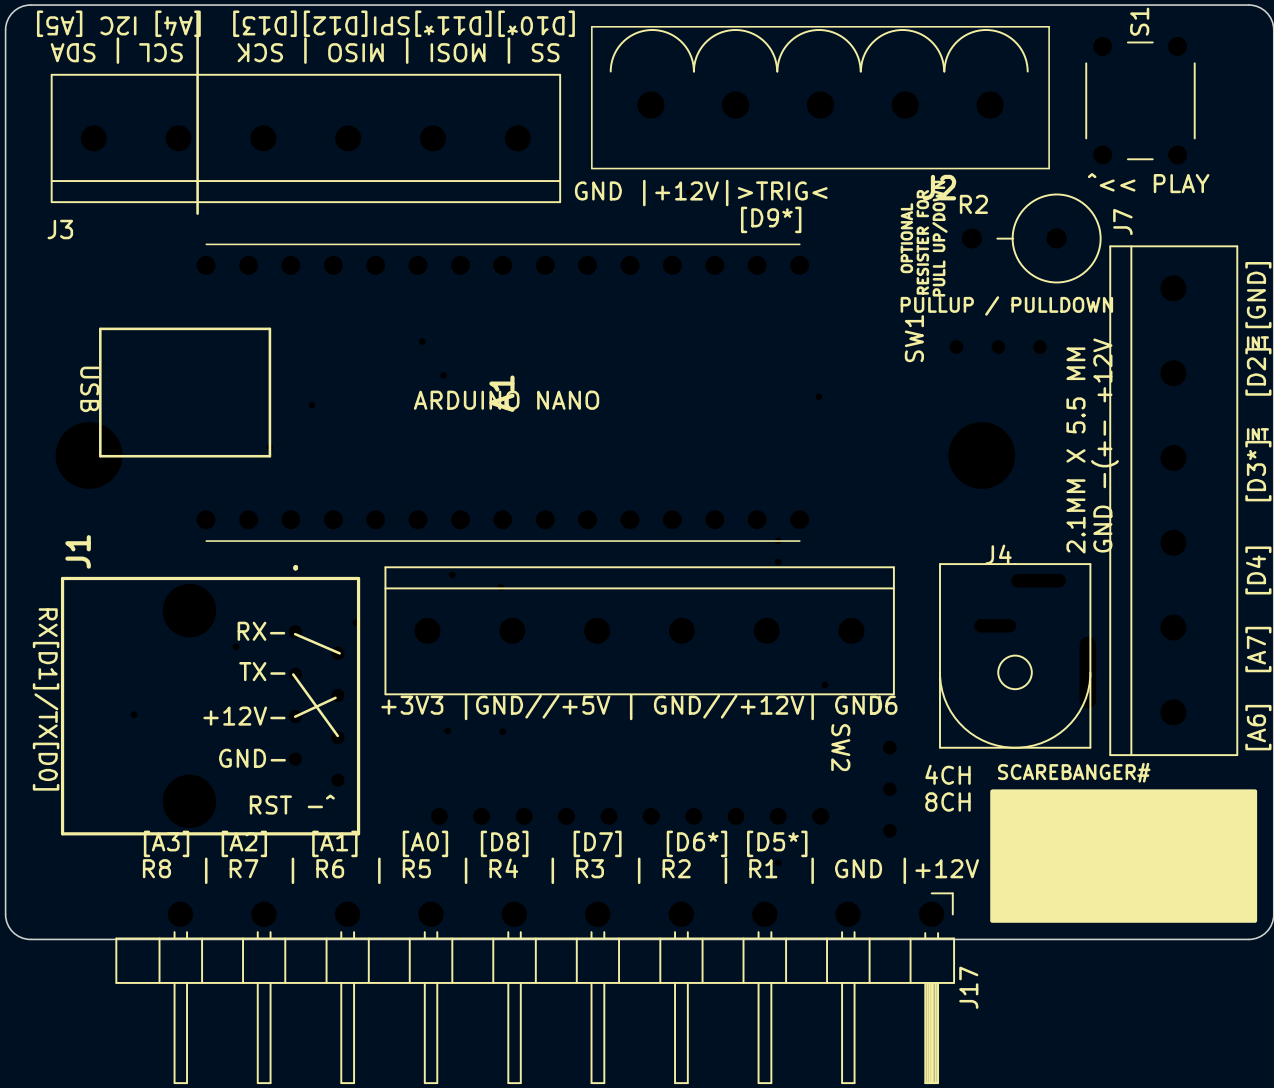 [A4] I2C [A5]
SCL | SDA
[D10*][D11*]SPI[D12][D13]
SS | MOSI | MISO | SCK
S1
GND |+12V|>TRIG<
[D9*]
J2
^<< PLAY
R2
J7
J3
OPTIONAL
RESISTER FOR
PULL UP/DOWN
PULLUP / PULLDOWN
SW1
[GND]
INT
[D2]
INT
[D3*]
[D4]
[A7]
[A6]
USB
A1
ARDUINO NANO
2.1MM X 5.5 MM
GND -(+- +12V
J4
J1
RX[D1]/TX[D0]
RX-
TX-
+12V-
GND-
RST -^
+3V3 |GND//+5V | GND//+12V| GND
J6
SW2
4CH
8CH
SCAREBANGER#
[A3] [A2] [A1] [A0] [D8] [D7] [D6*] [D5*]
R8 | R7 | R6 | R5 | R4 | R3 | R2 | R1 | GND |+12V
J17